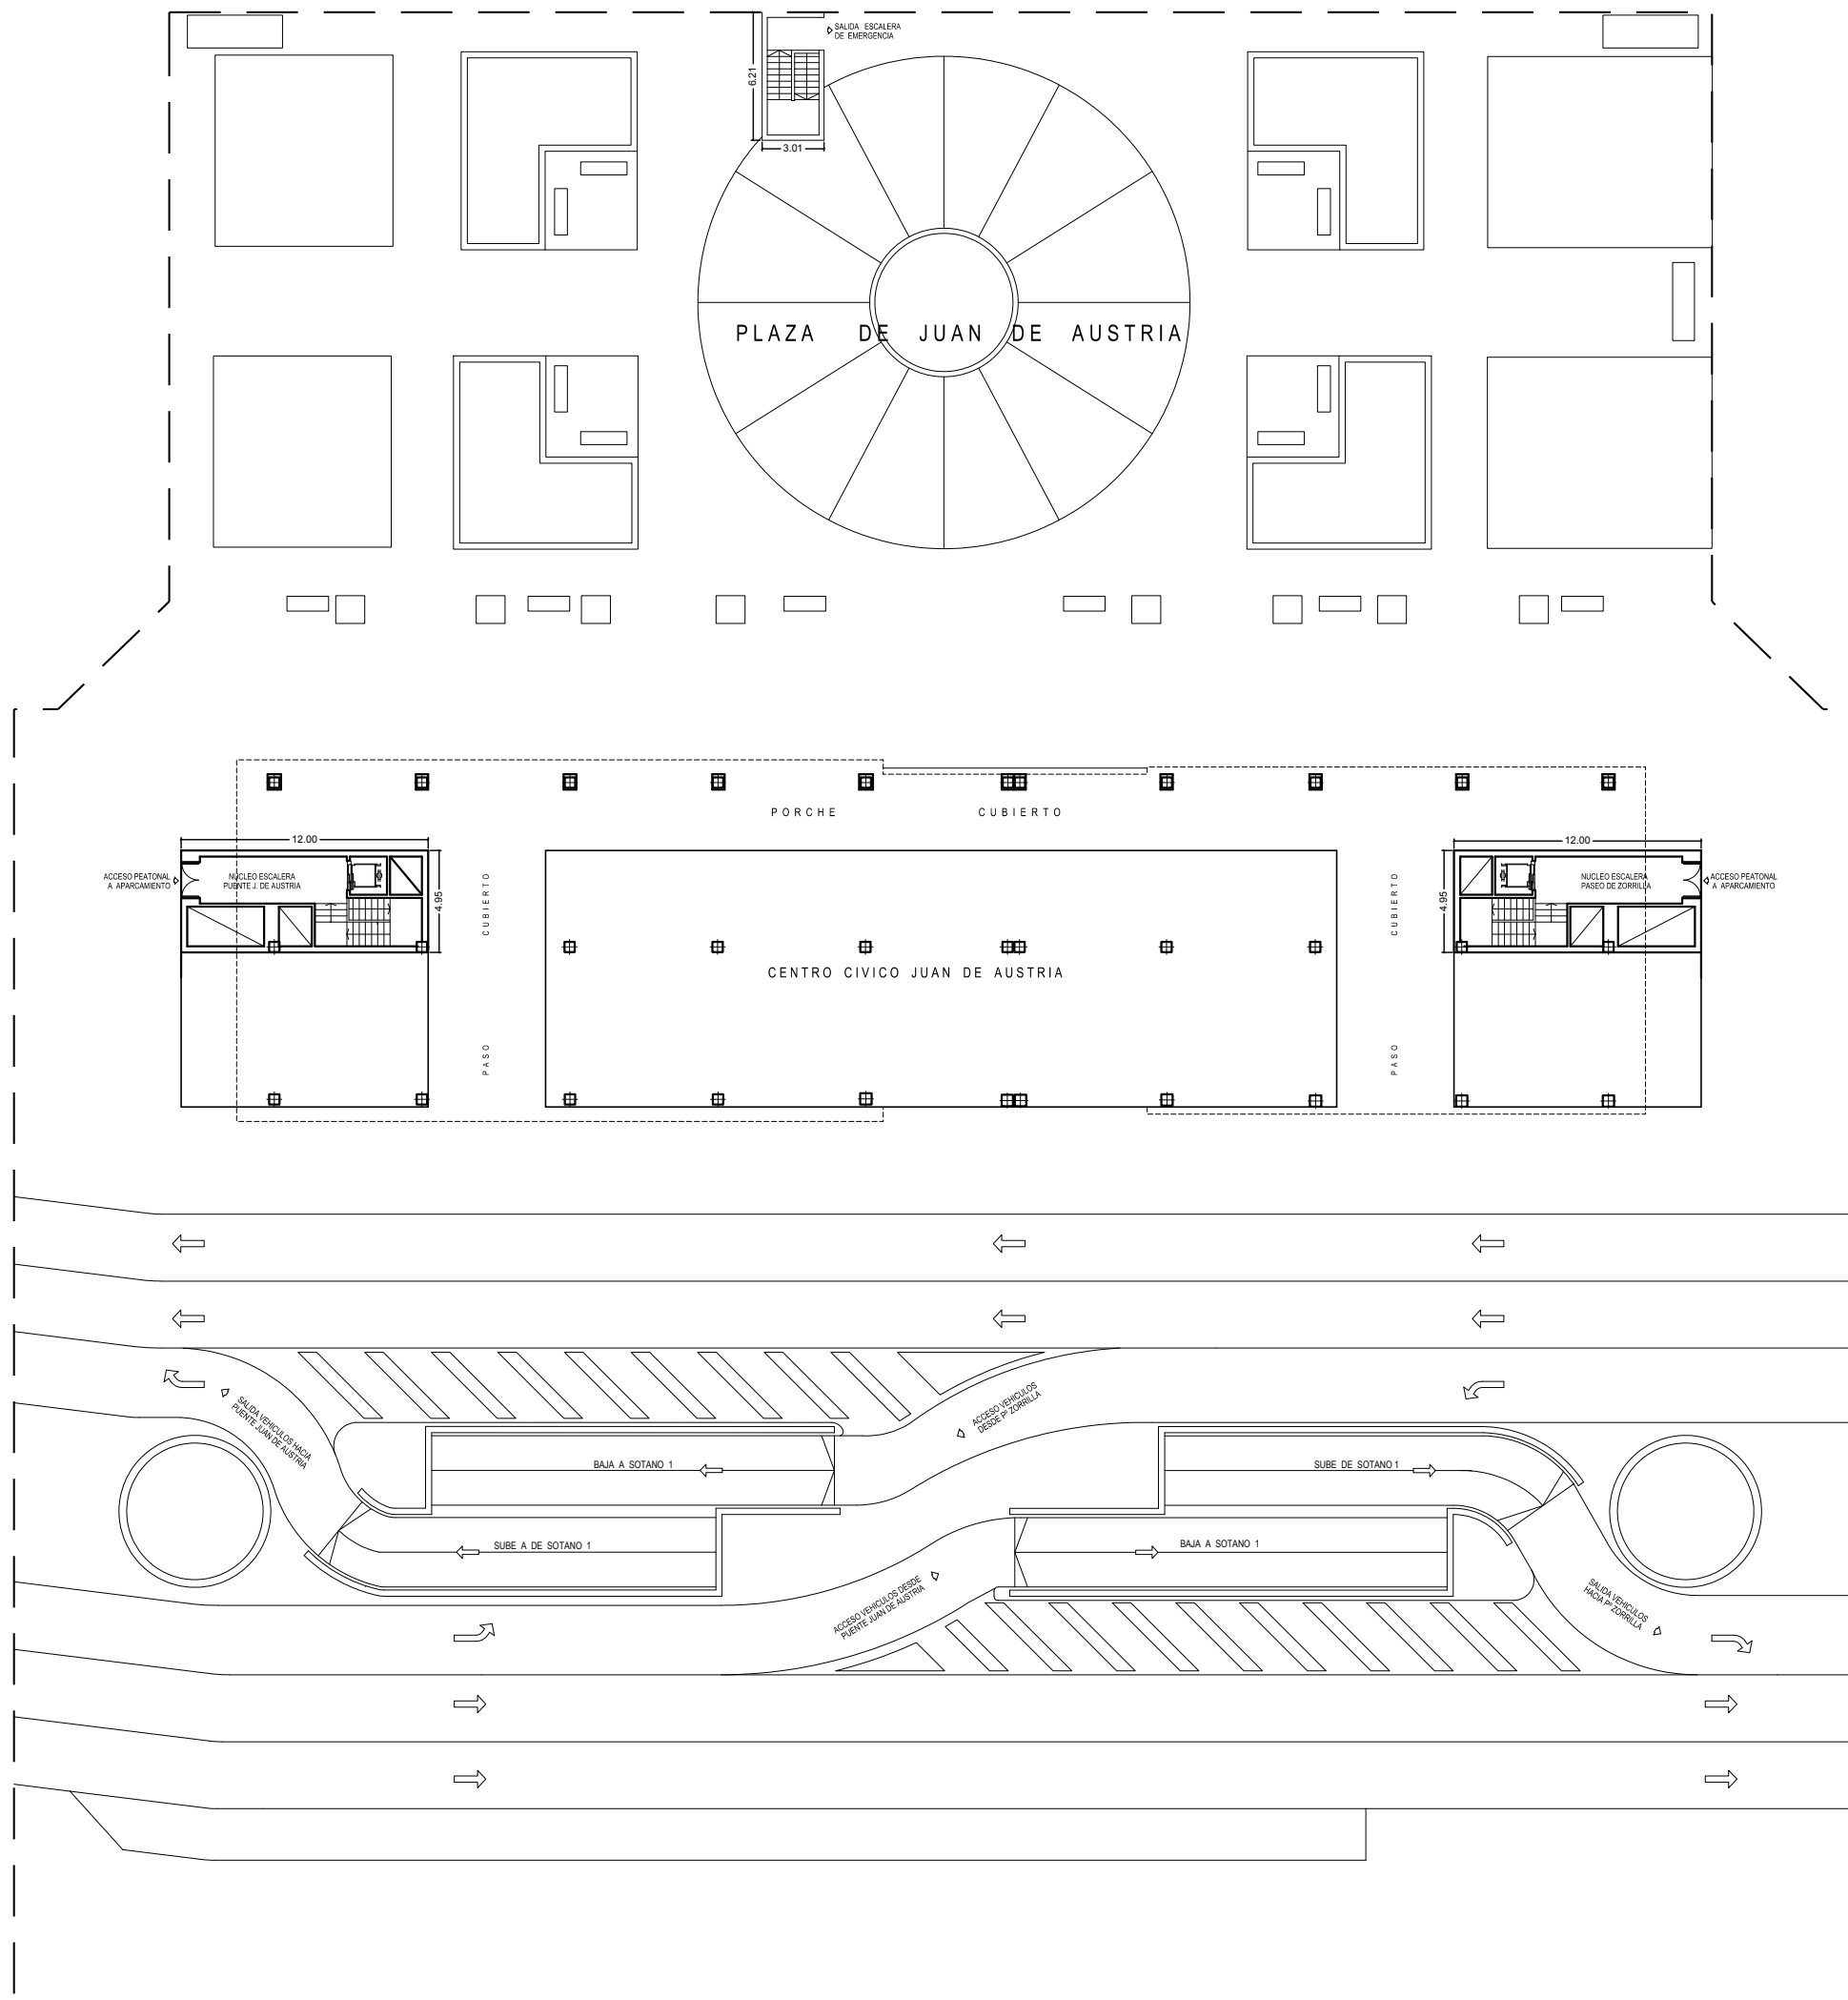 SALIDA ESCALERA
DE EMERGENCIA
6.21
3.01
PLAZA DE JUAN DE AUSTRIA
PORCHE CUBIERTO
12.00
12.00
ACCESO PEATONAL
A APARCAMIENTO
NUCLEO ESCALERA
PUENTE J. DE AUSTRIA
4.95
CUBIERTO
CUBIERTO
4.95
NUCLEO ESCALERA
PASEO DE ZORRILLA
ACCESO PEATONAL
A APARCAMIENTO
CENTRO CIVICO JUAN DE AUSTRIA
PASO
PASO
SALIDA VEHICULOS HACIA
PUENTE JUAN DE AUSTRIA
ACCESO VEHICULOS
DESDE Pº ZORRILLA
BAJA A SOTANO 1
SUBE DE SOTANO 1
SUBE A DE SOTANO 1
BAJA A SOTANO 1
ACCESO VEHICULOS DESDE
PUENTE JUAN DE AUSTRIA
SALIDA VEHICULOS
HACIA Pº ZORRILLA